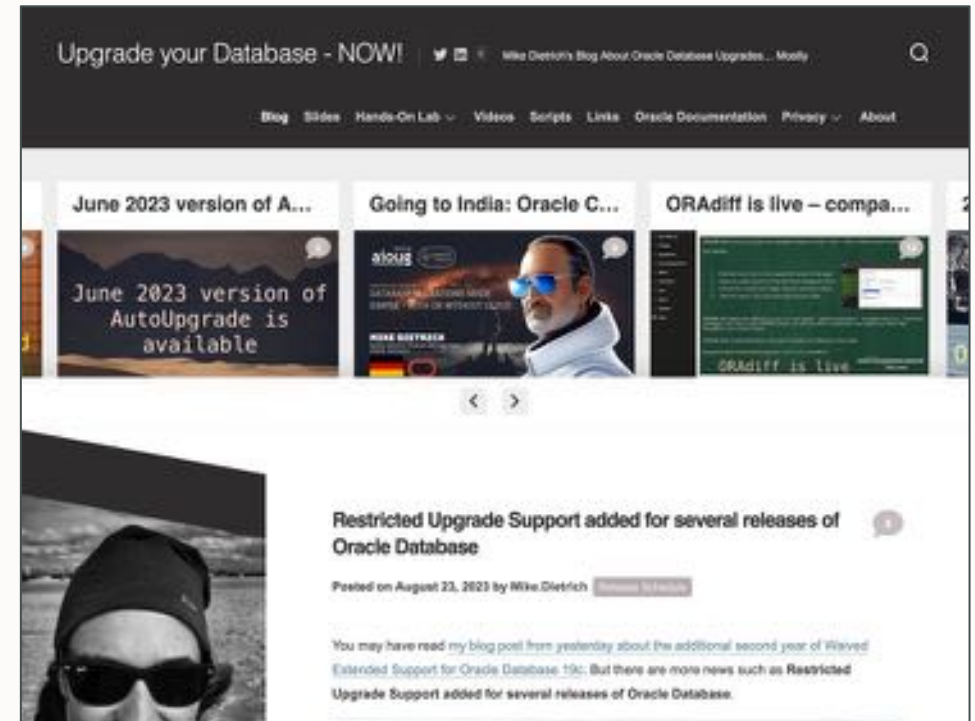 Upgrade your Database - NOW!
Mike Dietrich's Blog About Oracle Database Upgrades... Mostly
Blog Slides Hands-On Lab Videos Scripts Links Oracle Documentation Privacy About
June 2023 version of A...
Going to India: Oracle C...
ORAdiff is live – compa...
June 2023 version of
AutoUpgrade is
available
aioug
MIKE DIETRICH
ORAdiff is live
Restricted Upgrade Support added for several releases of
Oracle Database
Posted on August 23, 2023 by Mike.Dietrich
You may have read my blog post from yesterday about the additional second year of Waived
Extended Support for Oracle Database 19c. But there are more news such as Restricted
Upgrade Support added for several releases of Oracle Database.